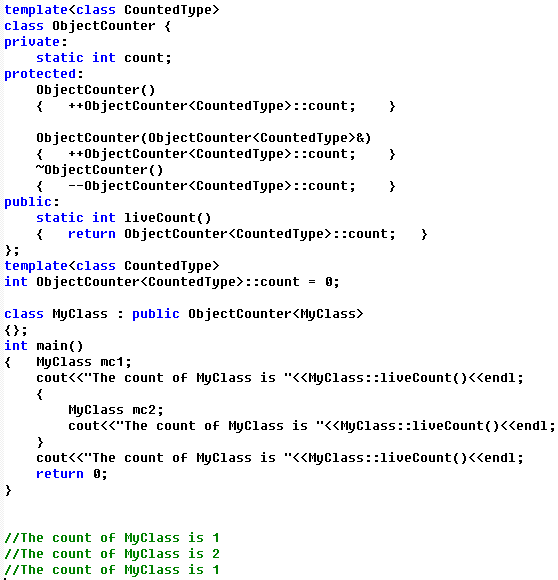 template<class CountedType>
class ObjectCounter {
private:
    static int count;
protected:
    ObjectCounter()
    {   ++ObjectCounter<CountedType>::count;    }

    ObjectCounter(ObjectCounter<CountedType>&)
    {   ++ObjectCounter<CountedType>::count;    }
    ~ObjectCounter()
    {   --ObjectCounter<CountedType>::count;    }
public:
    static int liveCount()
    {   return ObjectCounter<CountedType>::count;   }
};
template<class CountedType>
int ObjectCounter<CountedType>::count = 0;

class MyClass : public ObjectCounter<MyClass>
{};
int main()
{   MyClass mc1;
    cout<<"The count of MyClass is "<<MyClass::liveCount()<<endl;
    {
        MyClass mc2;
        cout<<"The count of MyClass is "<<MyClass::liveCount()<<endl;
    }
    cout<<"The count of MyClass is "<<MyClass::liveCount()<<endl;
    return 0;
}

//The count of MyClass is 1
//The count of MyClass is 2
//The count of MyClass is 1